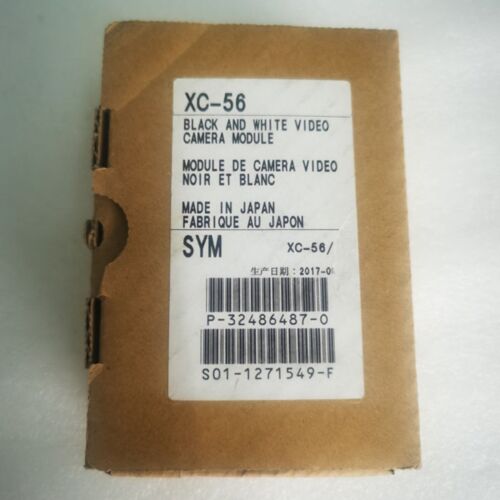 XC-56
BLACK AND WHITE VIDEO
CAMERA MODULE
MODULE DE CAMERA VIDEO
NOIR ET BLANC
MADE IN JAPAN
FABRIQUE AU JAPON
SYM XC-56/
生产日期：2017-0
P-32486487-0
S01-1271549-F